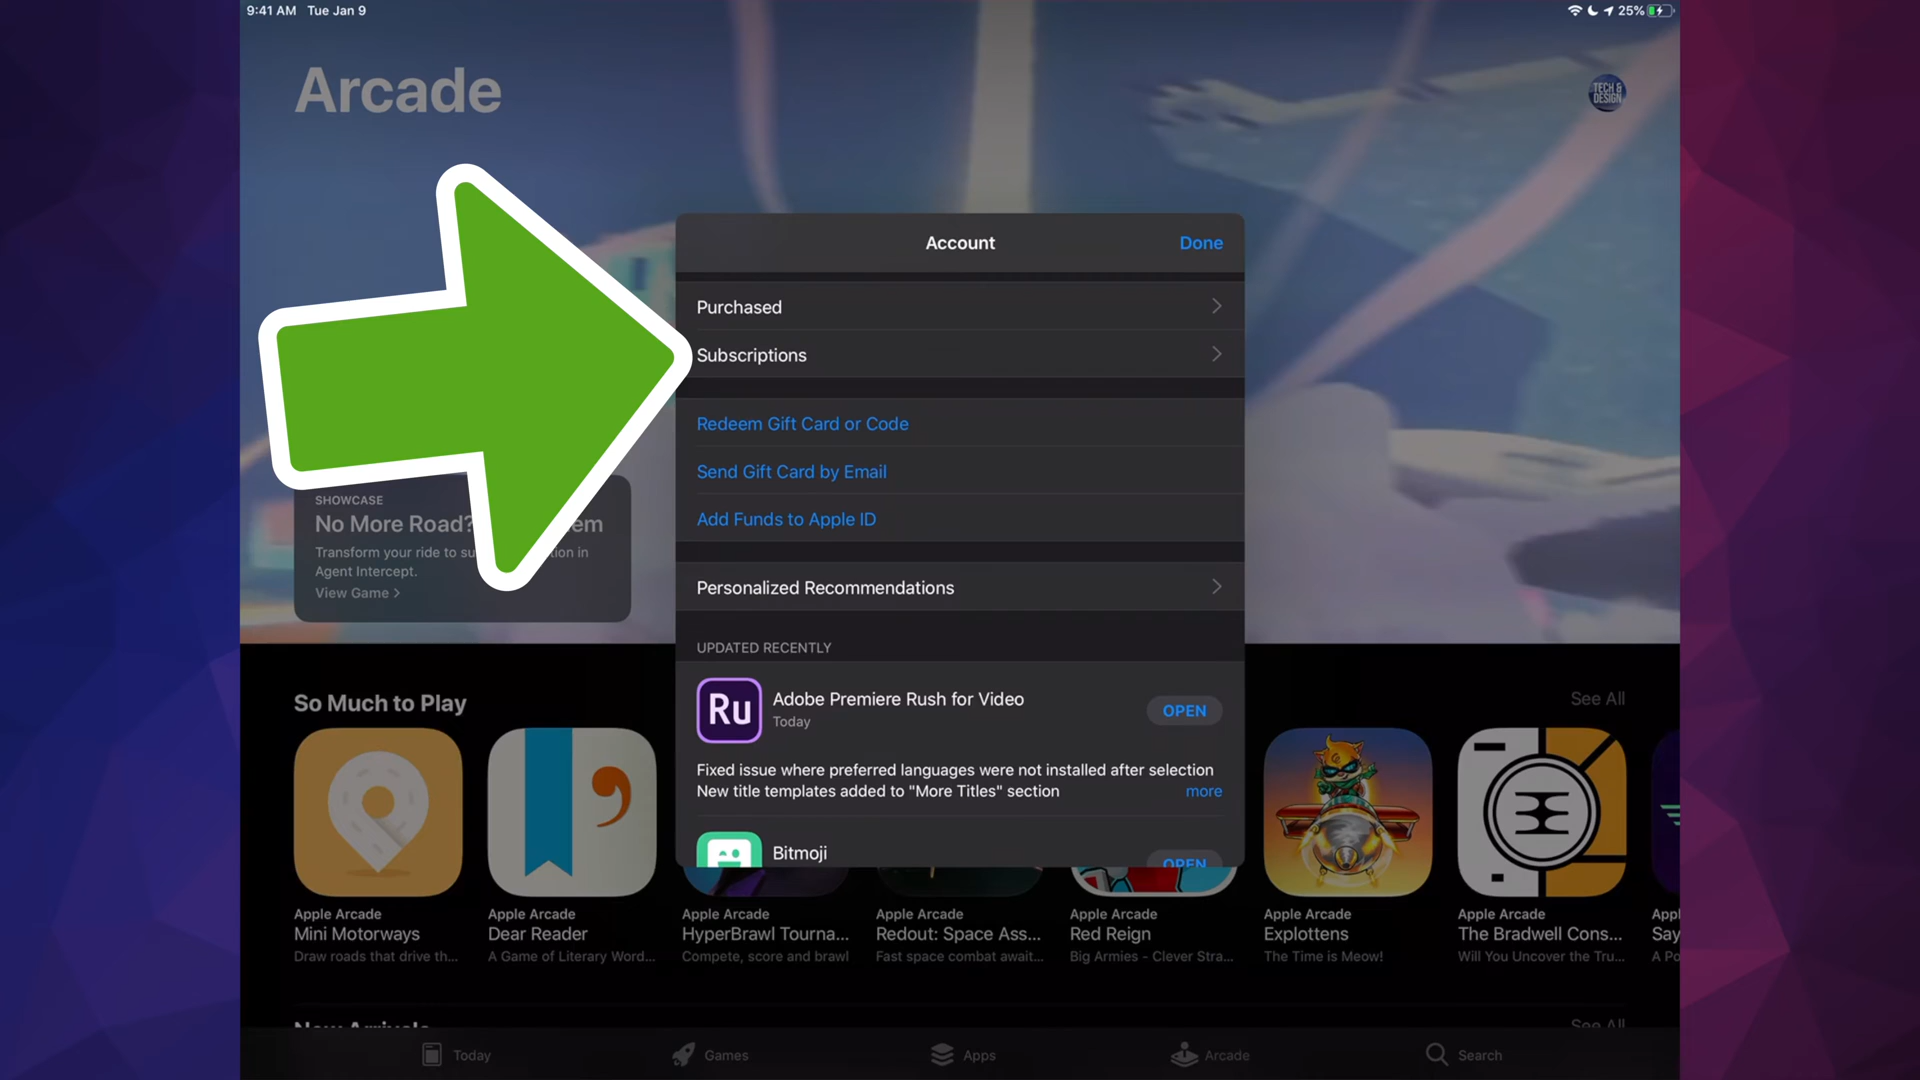 9:41 AM Tue Jan 9
25%
Arcade
TECH &
DESIGN
Account
Done
Purchased
Subscriptions
Redeem Gift Card or Code
Send Gift Card by Email
Add Funds to Apple ID
Personalized Recommendations
UPDATED RECENTLY
Ru
Adobe Premiere Rush for Video
Today
OPEN
Fixed issue where preferred languages were not installed after selection
New title templates added to "More Titles" section
more
Bitmoji
OPEN
SHOWCASE
No More Road?
Transform your ride to
Agent Intercept.
View Game >
So Much to Play
See All
Apple Arcade
Mini Motorways
Draw roads that drive th...
Apple Arcade
Dear Reader
A Game of Literary Word...
Apple Arcade
HyperBrawl Tourna...
Compete, score and brawl
Apple Arcade
Redout: Space Ass...
Fast space combat await...
Apple Arcade
Red Reign
Big Armies - Clever Stra...
Apple Arcade
Explottens
The Time is Meow!
Apple Arcade
The Bradwell Cons...
Will You Uncover the Tru...
New Arrivals
See All
Today
Games
Apps
Arcade
Search